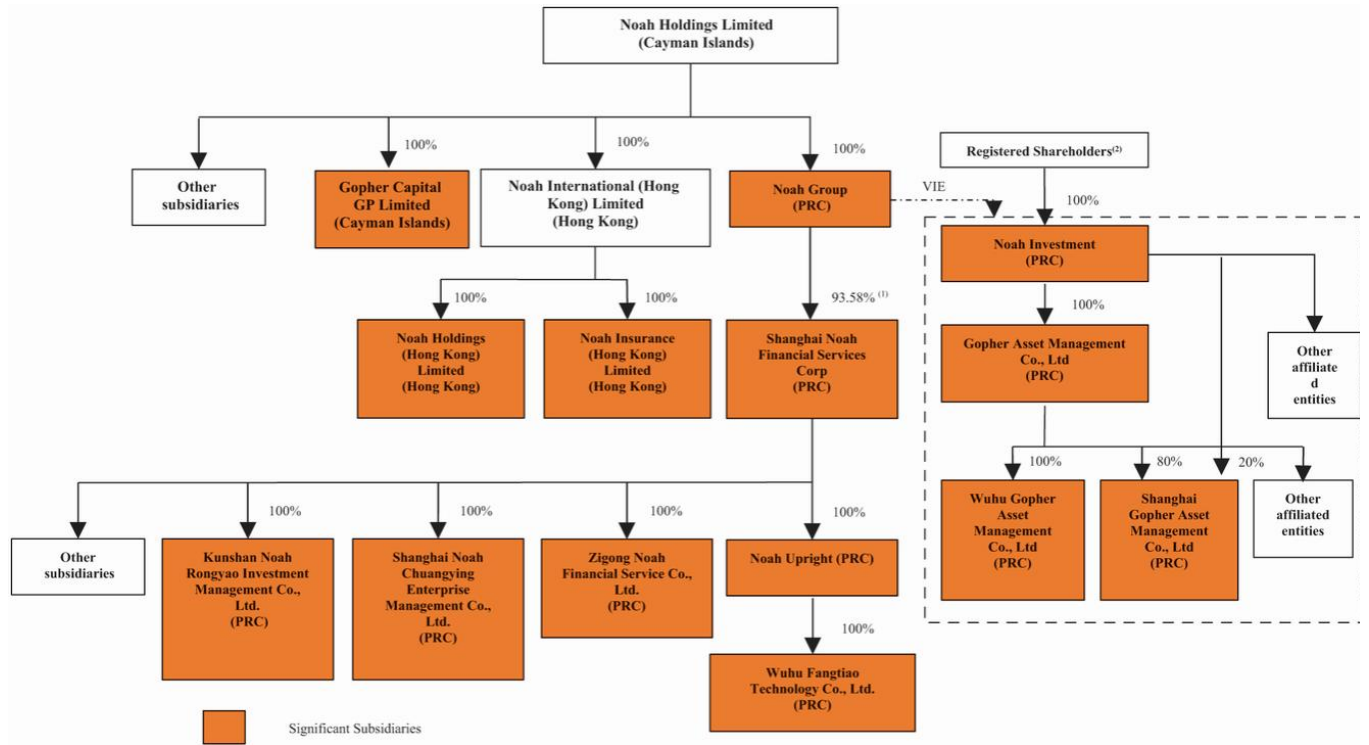 Noah Holdings Limited
(Cayman Islands)
100%
100%
100%
Other
subsidiaries
Gopher Capital
GP Limited
(Cayman Islands)
Noah International (Hong
Kong) Limited
(Hong Kong)
Noah Group
(PRC)
VIE
Registered Shareholders(2)
100%
Noah Investment
(PRC)
100%
100%
93.58% (1)
100%
Noah Holdings
(Hong Kong)
Limited
(Hong Kong)
Noah Insurance
(Hong Kong)
Limited
(Hong Kong)
Shanghai Noah
Financial Services
Corp
(PRC)
Gopher Asset Management
Co., Ltd
(PRC)
Other
affiliate
d
entities
100%
80%
20%
Wuhu Gopher
Asset
Management
Co., Ltd
(PRC)
Shanghai
Gopher Asset
Management
Co., Ltd
(PRC)
Other
affiliated
entities
100%
100%
100%
100%
Other
subsidiaries
Kunshan Noah
Rongyao Investment
Management Co.,
Ltd.
(PRC)
Shanghai Noah
Chuangying
Enterprise
Management Co.,
Ltd.
(PRC)
Zigong Noah
Financial Service Co.,
Ltd.
(PRC)
Noah Upright (PRC)
100%
Wuhu Fangtiao
Technology Co., Ltd.
(PRC)
Significant Subsidiaries